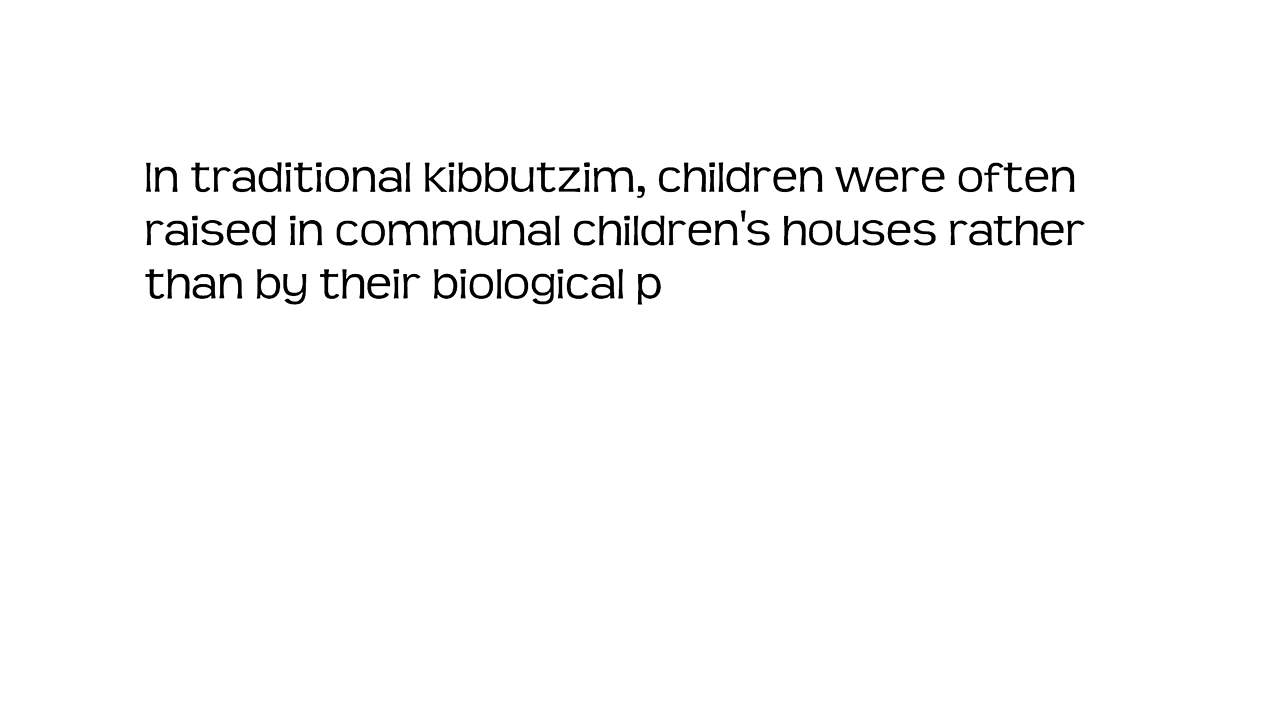 In traditional kibbutzim, children were often
raised in communal children's houses rather
than by their biological p